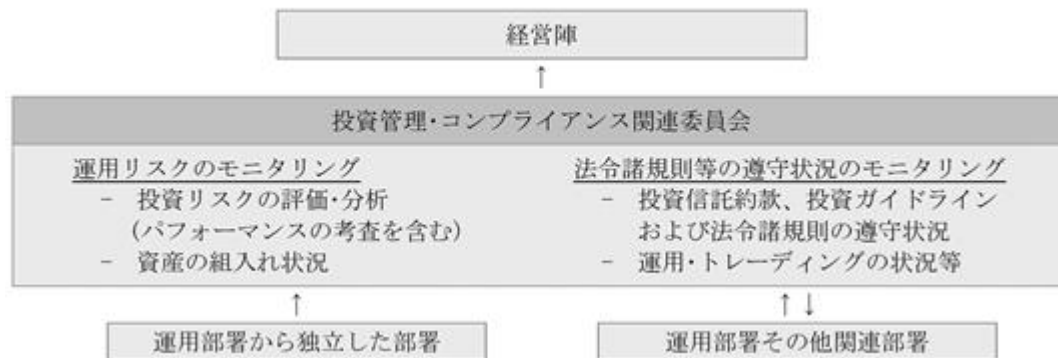 経営陣
↑
投資管理・コンプライアンス関連委員会
運用リスクのモニタリング
- 投資リスクの評価・分析
(パフォーマンスの考査を含む)
- 資産の組入れ状況
法令諸規則等の遵守状況のモニタリング
- 投資信託約款、投資ガイドライン
および法令諸規則の遵守状況
- 運用・トレーディングの状況等
↑
↑↓
運用部署から独立した部署
運用部署その他関連部署